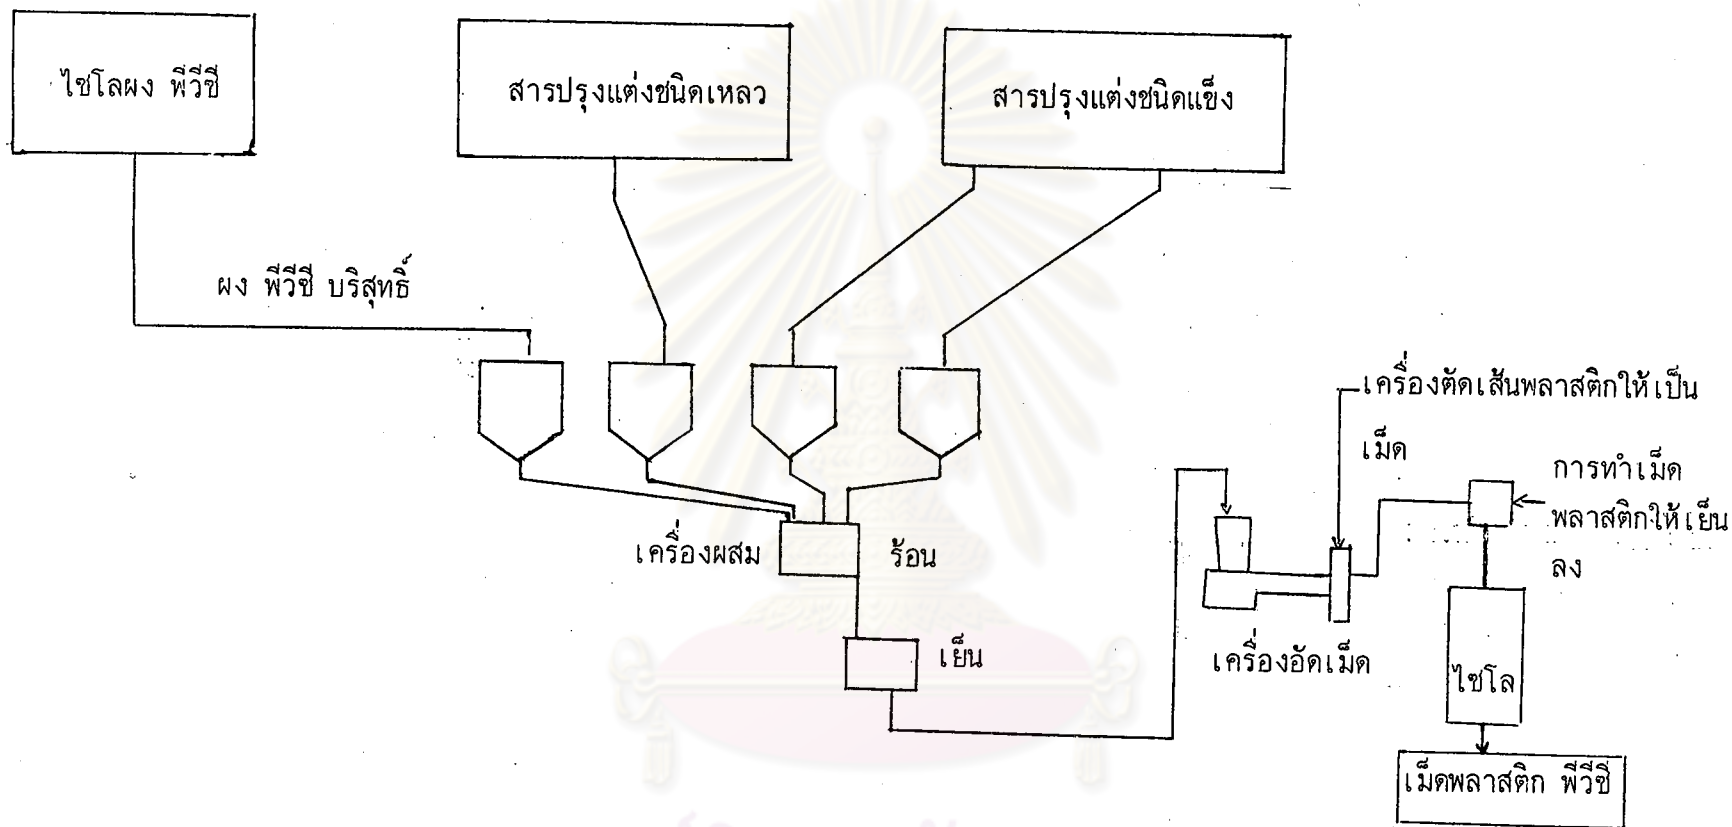 ไซโลผง พีวีซี
สารปรุงแต่งชนิดเหลว
สารปรุงแต่งชนิดแข็ง
ผง พีวีซี บริสุทธิ์
เครื่องตัดเส้นพลาสติกให้เป็น
เม็ด
การทำเม็ด
พลาสติกให้เย็น
ลง
เครื่องผสม
ร้อน
เย็น
เครื่องอัดเม็ด
ไซโล
เม็ดพลาสติก พีวีซี